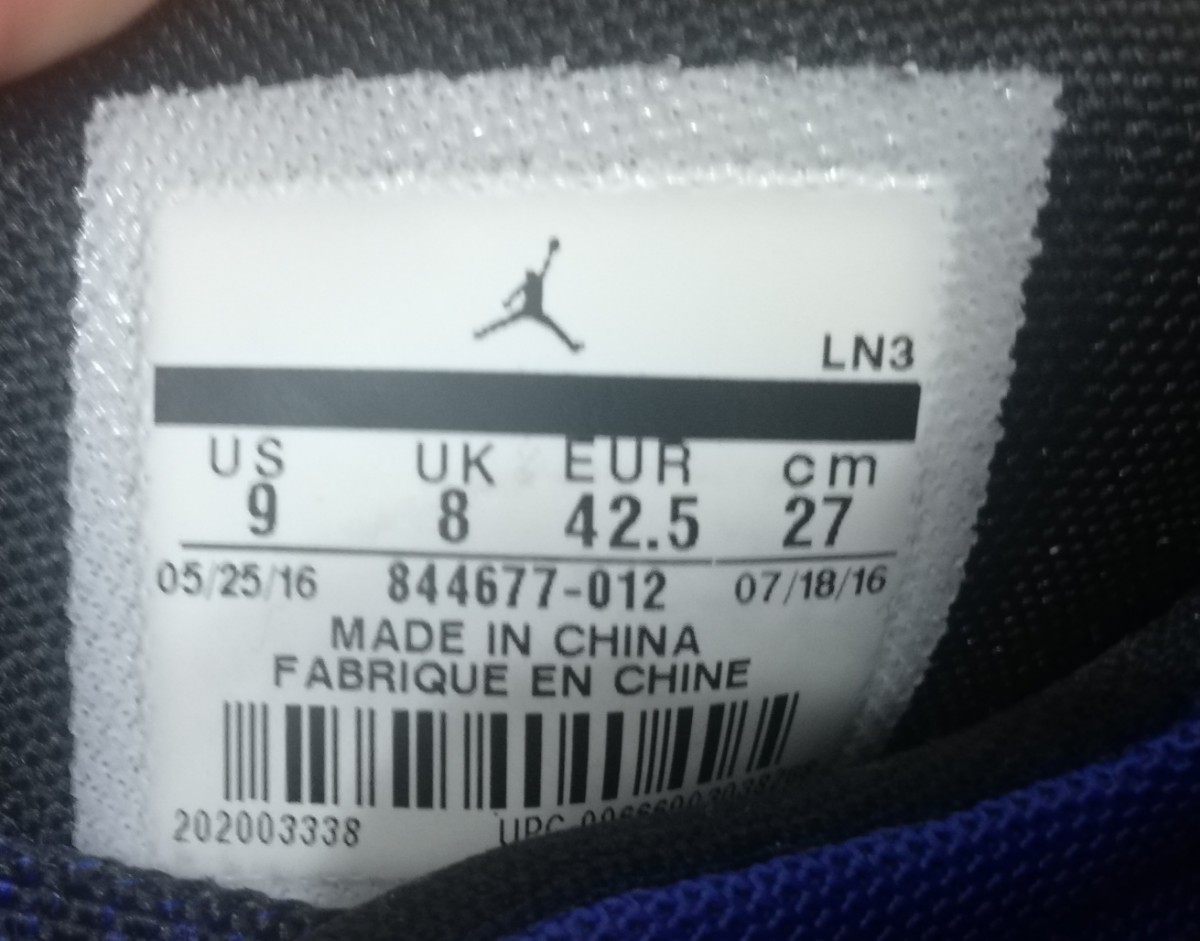 LN3
US UK EUR cm
9 8 42.5 27
05/25/16 844677-012 07/18/16
MADE IN CHINA
FABRIQUE EN CHINE
202003338 UPC